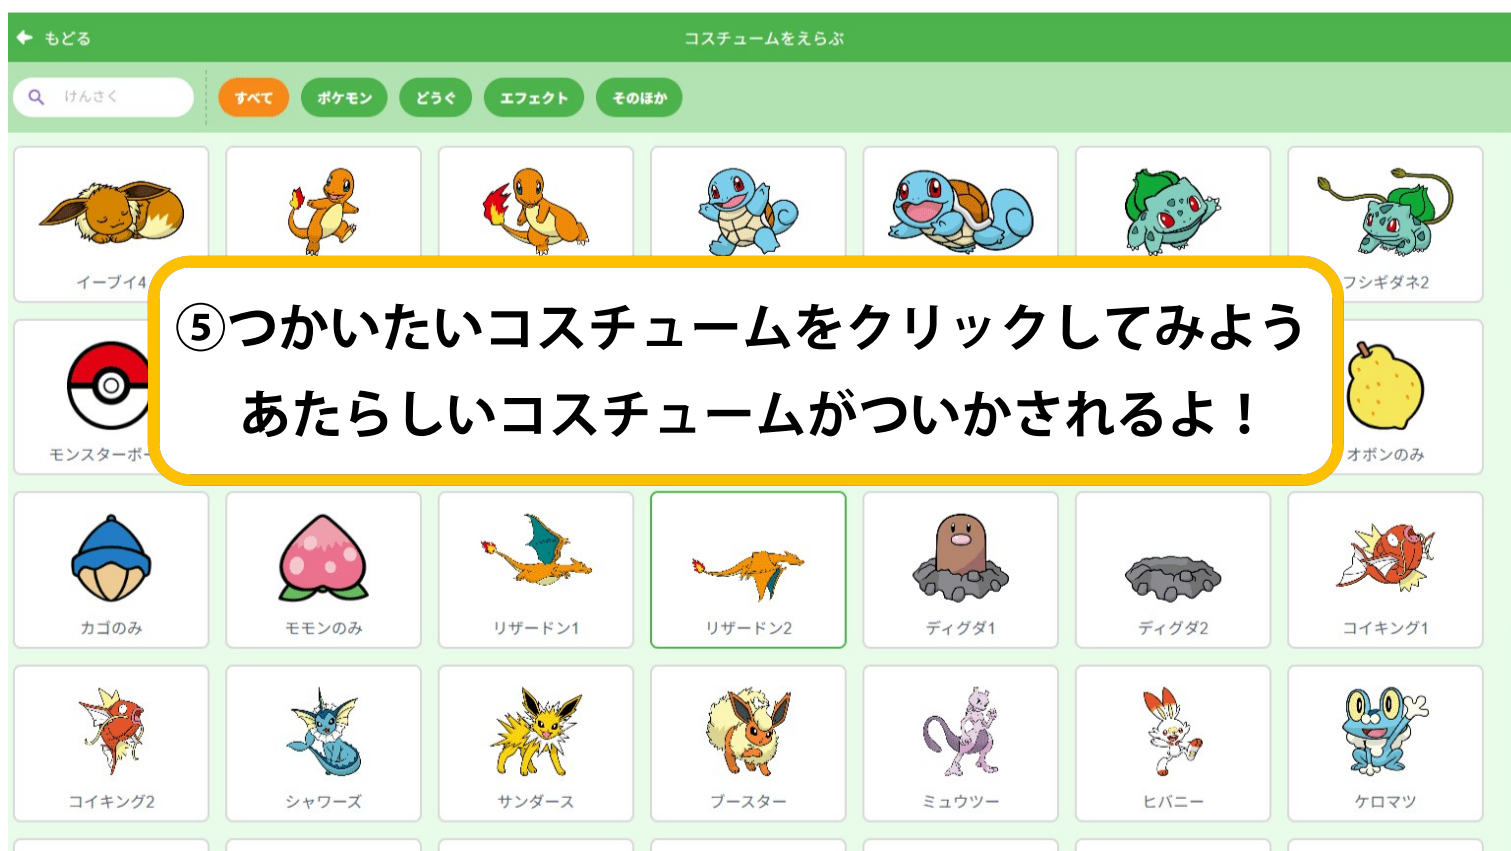 もどる
コスチュームをえらぶ
けんさく
すべて
ポケモン
どうぐ
エフェクト
そのほか
イーブイ4
フシギダネ2
⑤つかいたいコスチュームをクリックしてみよう
あたらしいコスチュームがついかされるよ！
モンスターボー
オボンのみ
カゴのみ
モモンのみ
リザードン1
リザードン2
ディグダ1
ディグダ2
コイキング1
コイキング2
シャワーズ
サンダース
ブースター
ミュウツー
ヒバニー
ケロマツ